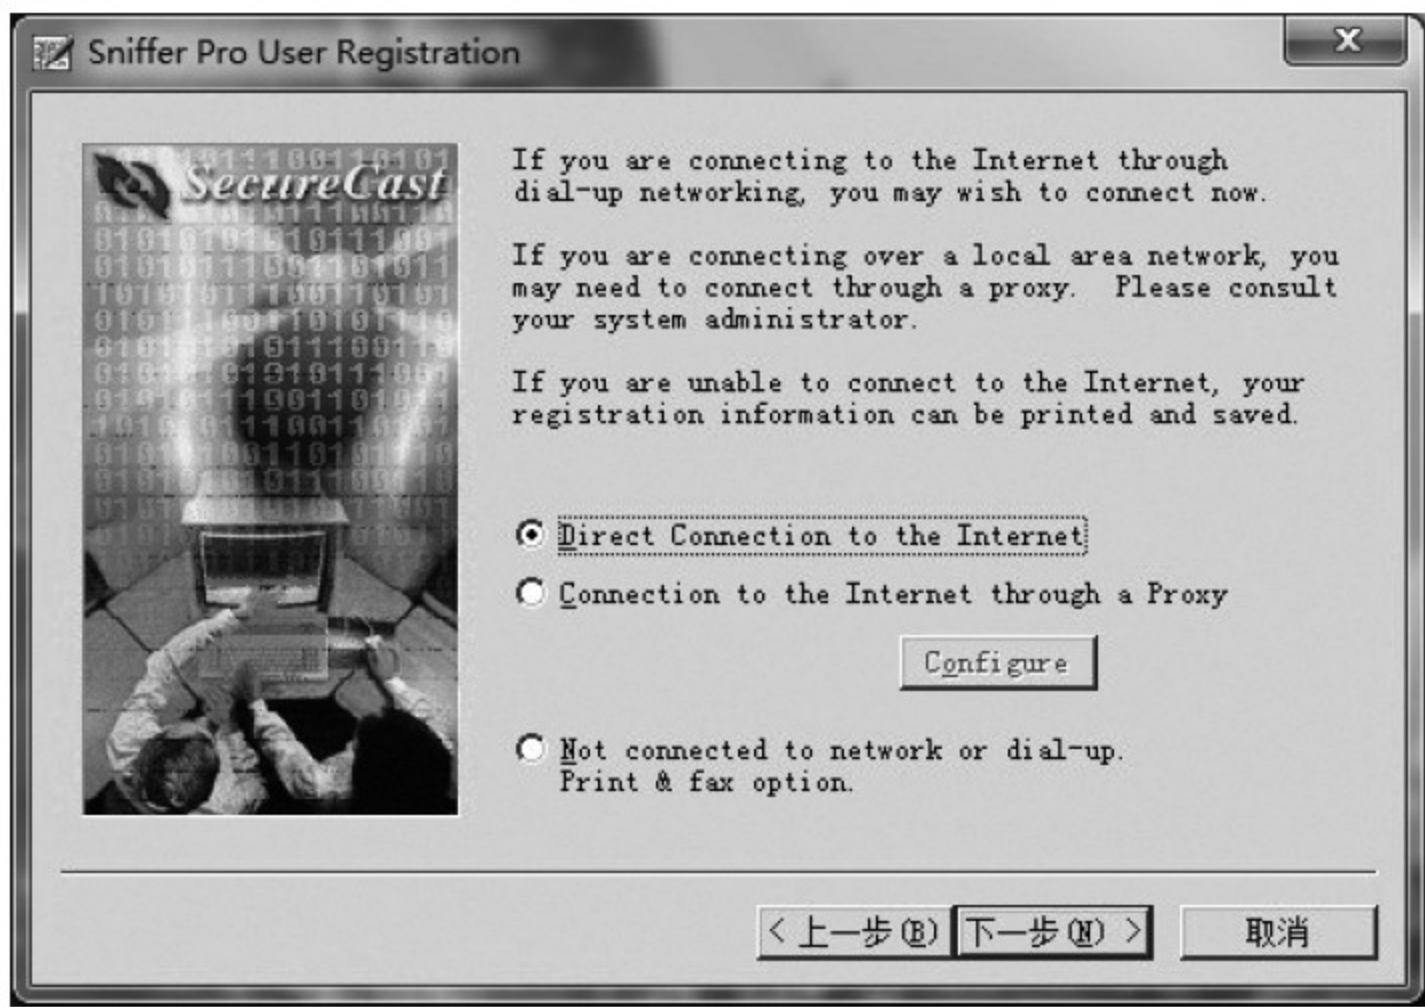 Sniffer Pro User Registration
SecureCast
If you are connecting to the Internet through
dial-up networking, you may wish to connect now.
If you are connecting over a local area network, you
may need to connect through a proxy. Please consult
your system administrator.
If you are unable to connect to the Internet, your
registration information can be printed and saved.
Direct Connection to the Internet
Connection to the Internet through a Proxy
Configure
Not connected to network or dial-up.
Print & fax option.
< 上一步(B) 下一步(N) > 取消